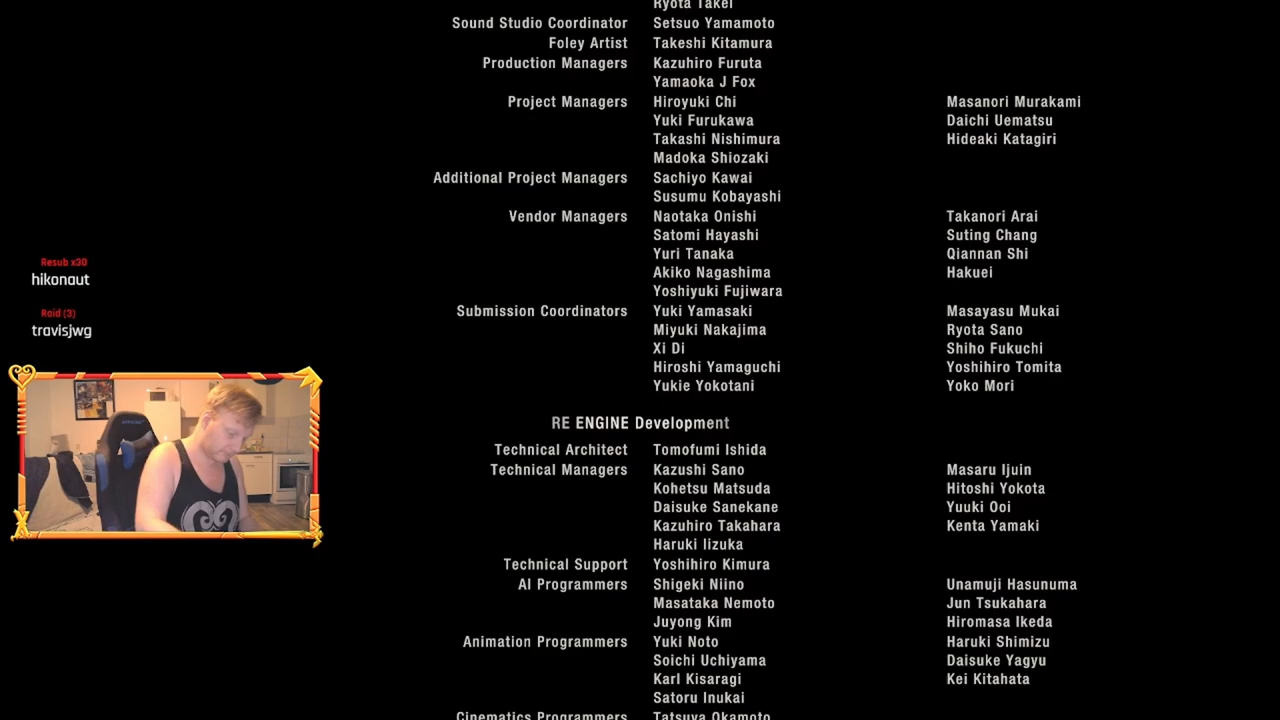 Ryota Takei
Sound Studio Coordinator Setsuo Yamamoto
Foley Artist Takeshi Kitamura
Production Managers Kazuhiro Furuta
Yamaoka J Fox
Project Managers Hiroyuki Chi Masanori Murakami
Yuki Furukawa Daichi Uematsu
Takashi Nishimura Hideaki Katagiri
Madoka Shiozaki
Additional Project Managers Sachiyo Kawai
Susumu Kobayashi
Vendor Managers Naotaka Onishi Takanori Arai
Satomi Hayashi Suting Chang
Yuri Tanaka Qiannan Shi
Akiko Nagashima Hakuei
Yoshiyuki Fujiwara
Submission Coordinators Yuki Yamasaki Masayasu Mukai
Miyuki Nakajima Ryota Sano
Xi Di Shiho Fukuchi
Hiroshi Yamaguchi Yoshihiro Tomita
Yukie Yokotani Yoko Mori
RE ENGINE Development
Technical Architect Tomofumi Ishida
Technical Managers Kazushi Sano Masaru Ijuin
Kohetsu Matsuda Hitoshi Yokota
Daisuke Sanekane Yuuki Ooi
Kazuhiro Takahara Kenta Yamaki
Haruki Iizuka
Technical Support Yoshihiro Kimura
AI Programmers Shigeki Niino Unamuji Hasunuma
Masataka Nemoto Jun Tsukahara
Juyong Kim Hiromasa Ikeda
Animation Programmers Yuki Noto Haruki Shimizu
Soichi Uchiyama Daisuke Yagyu
Karl Kisaragi Kei Kitahata
Satoru Inukai
Cinematics Programmers Tatsuya Okamoto
Resub x30
hikonaut
Raid (3)
travisjwg